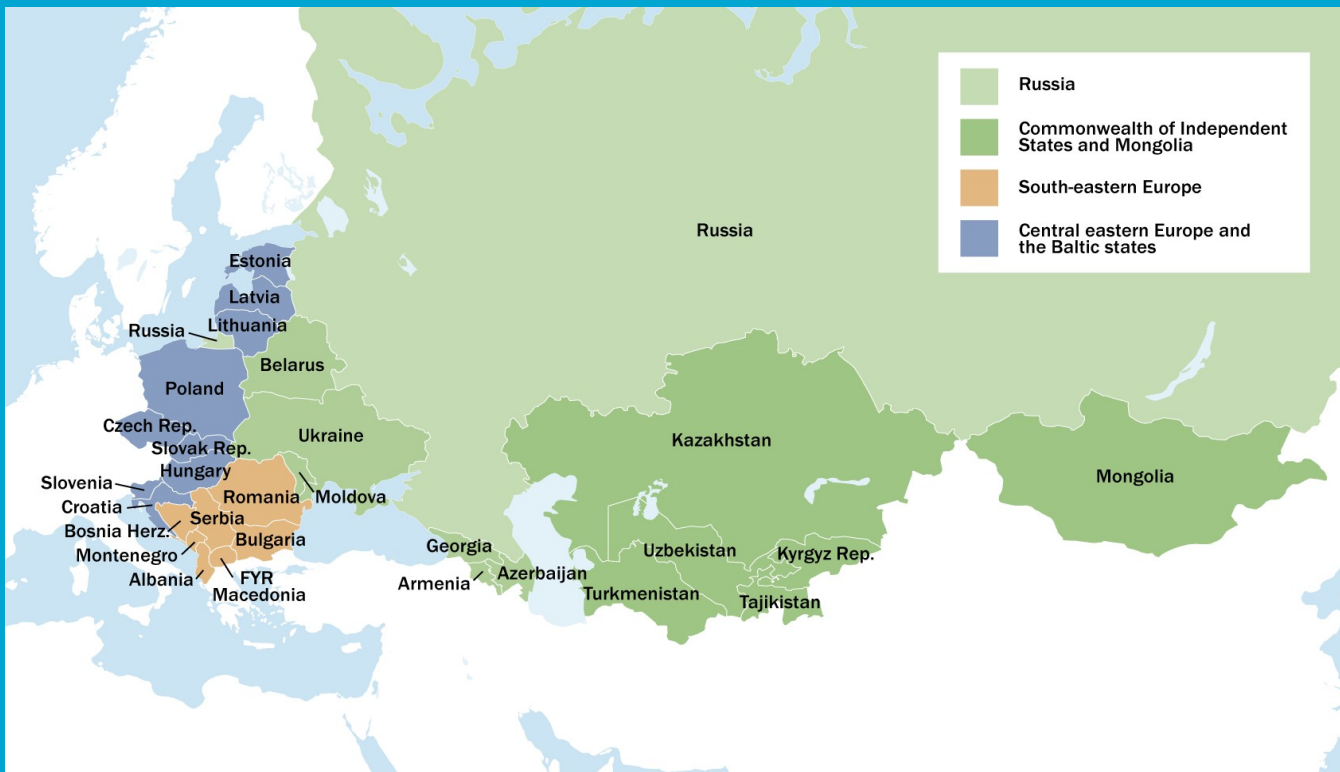 Russia
Commonwealth of Independent
States and Mongolia
South-eastern Europe
Central eastern Europe and
the Baltic states
Russia
Estonia
Latvia
Lithuania
Russia
Belarus
Poland
Czech Rep.
Slovak Rep.
Ukraine
Kazakhstan
Hungary
Mongolia
Slovenia
Romania
Moldova
Croatia
Serbia
Bosnia Herz.
Bulgaria
Montenegro
Georgia
Uzbekistan
Kyrgyz Rep.
Albania
FYR
Macedonia
Armenia
Azerbaijan
Turkmenistan
Tajikistan